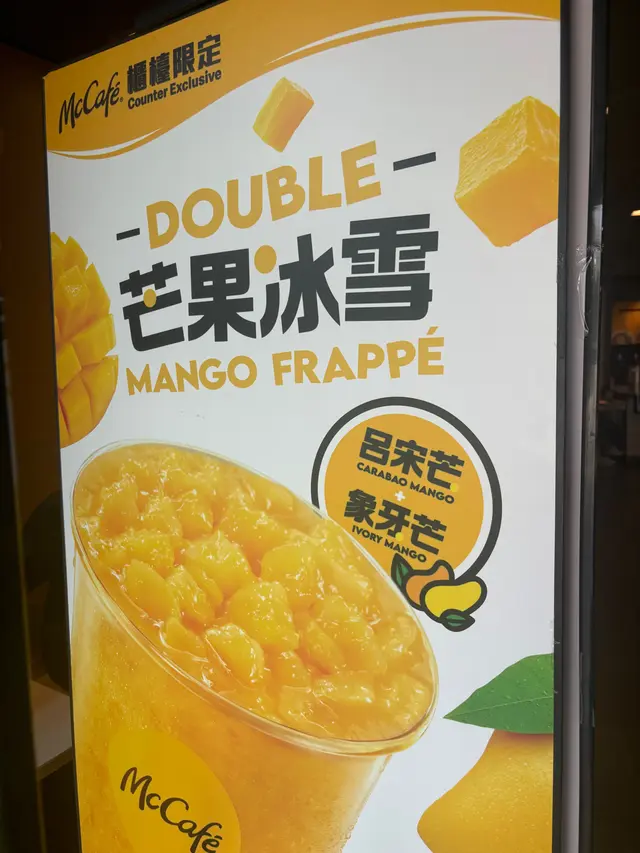 McCafé® 櫃檯限定
Counter Exclusive
DOUBLE
芒果冰雪
MANGO FRAPPÉ
呂宋芒
CARABAO MANGO
+
象牙芒
IVORY MANGO
McCafé